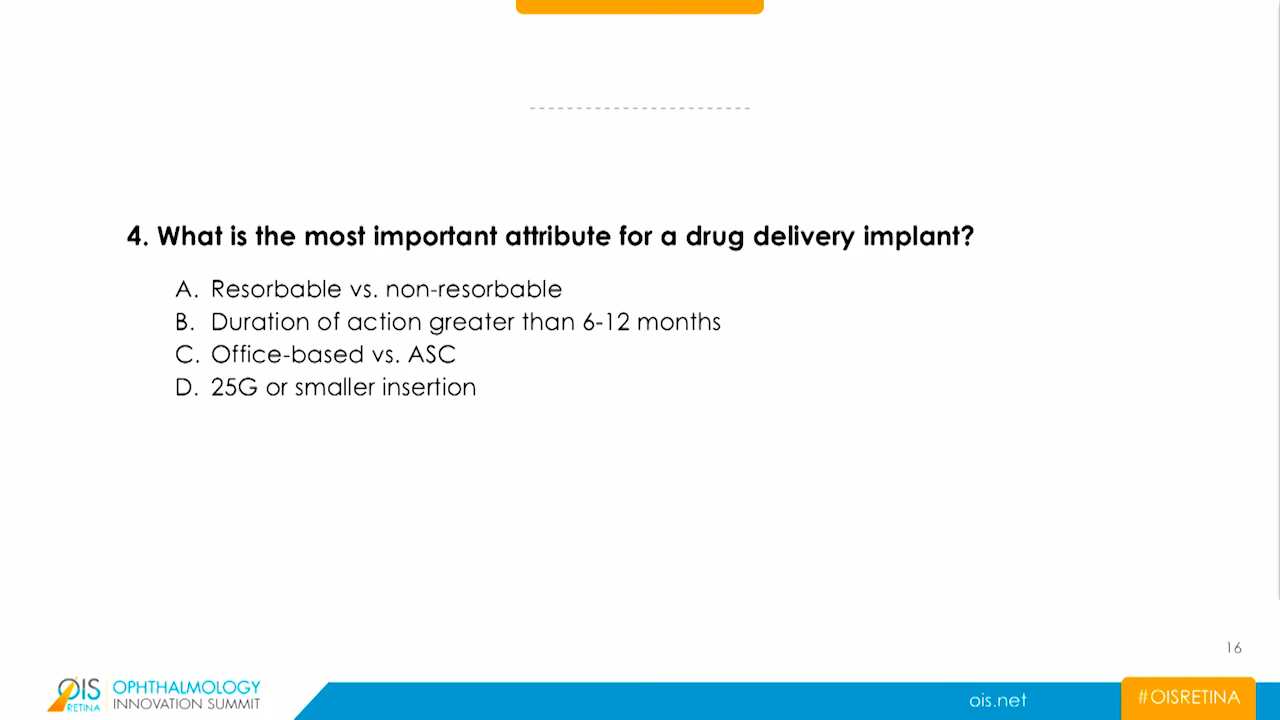 4. What is the most important attribute for a drug delivery implant?
A. Resorbable vs. non-resorbable
B. Duration of action greater than 6-12 months
C. Office-based vs. ASC
D. 25G or smaller insertion
16
OIS
RETINA
OPHTHALMOLOGY
INNOVATION SUMMIT
ois.net
#OISRETINA